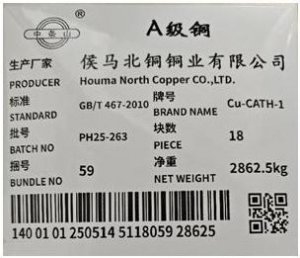 中条山
A级铜
生产厂家 侯马北铜铜业有限公司
PRODUCER Houma North Copper CO.,LTD.
标准 GB/T 467-2010 牌号 Cu-CATH-1
STANDARD BRAND NAME
批号 PH25-263 块数 18
BATCH NO PIECE
捆号 59 净重 2862.5kg
BUNDLE NO NET WEIGHT
140 01 01 250514 5118059 28625